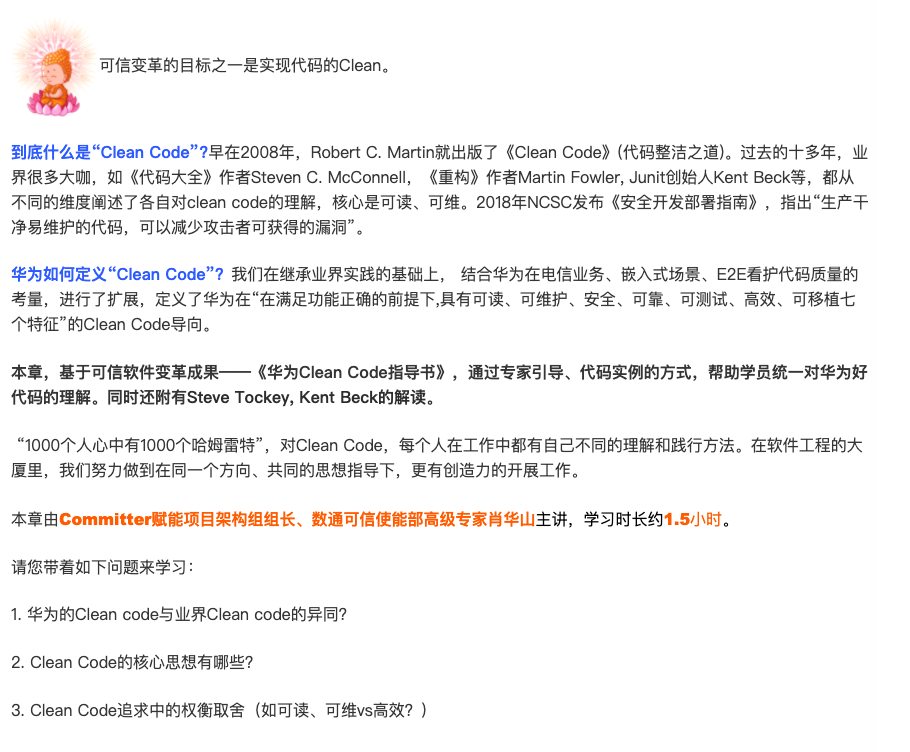 可信变革的目标之一是实现代码的Clean。
到底什么是“Clean Code”?早在2008年，Robert C. Martin就出版了《Clean Code》(代码整洁之道)。过去的十多年，业
界很多大咖，如《代码大全》作者Steven C. McConnell，《重构》作者Martin Fowler, Junit创始人Kent Beck等，都从
不同的维度阐述了各自对clean code的理解，核心是可读、可维。2018年NCSC发布《安全开发部署指南》，指出“生产干
净易维护的代码，可以减少攻击者可获得的漏洞”。
华为如何定义“Clean Code”？我们在继承业界实践的基础上， 结合华为在电信业务、嵌入式场景、E2E看护代码质量的
考量，进行了扩展，定义了华为在“在满足功能正确的前提下,具有可读、可维护、安全、可靠、可测试、高效、可移植七
个特征”的Clean Code导向。
本章，基于可信软件变革成果——《华为Clean Code指导书》，通过专家引导、代码实例的方式，帮助学员统一对华为好
代码的理解。同时还附有Steve Tockey, Kent Beck的解读。
“1000个人心中有1000个哈姆雷特”，对Clean Code，每个人在工作中都有自己不同的理解和践行方法。在软件工程的大
厦里，我们努力做到在同一个方向、共同的思想指导下，更有创造力的开展工作。
本章由Committer赋能项目架构组组长、数通可信使能部高级专家肖华山主讲，学习时长约1.5小时。
请您带着如下问题来学习：
1. 华为的Clean code与业界Clean code的异同?
2. Clean Code的核心思想有哪些?
3. Clean Code追求中的权衡取舍（如可读、可维vs高效？）